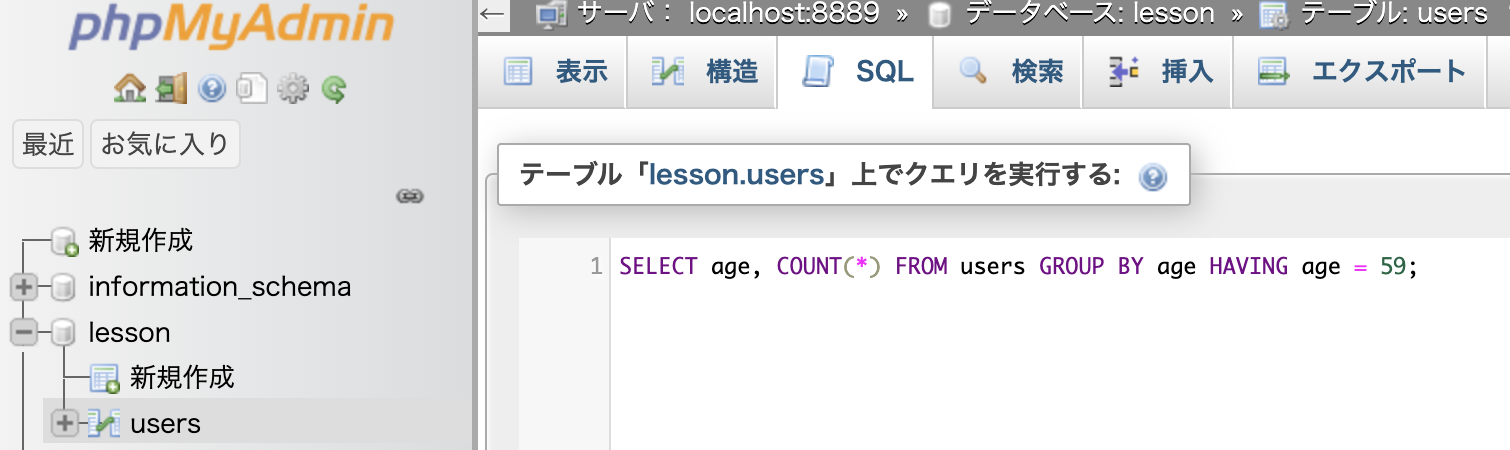 phpMyAdmin
最近 お気に入り
新規作成
information_schema
lesson
新規作成
users
← サーバ： localhost:8889 » データベース: lesson » テーブル: users
表示 構造 SQL 検索 挿入 エクスポート
テーブル「lesson.users」上でクエリを実行する:
1 SELECT age, COUNT(*) FROM users GROUP BY age HAVING age = 59;